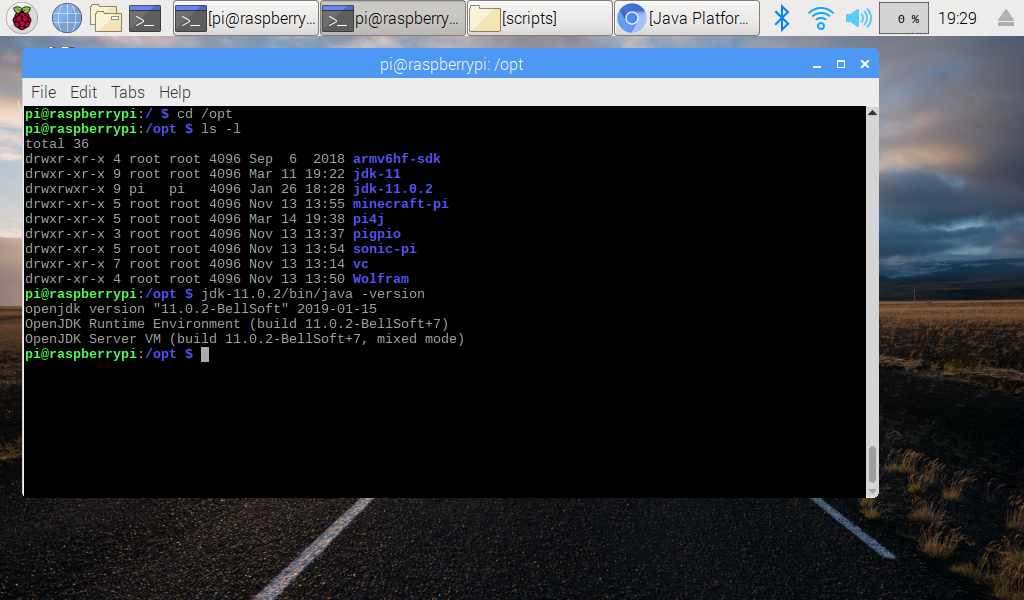 [pi@raspberry... pi@raspberry... [scripts] [Java Platfor... 0 % 19:29
pi@raspberrypi: /opt
File Edit Tabs Help
pi@raspberrypi:/ $ cd /opt
pi@raspberrypi:/opt $ ls -l
total 36
drwxr-xr-x 4 root root 4096 Sep  6  2018 armv6hf-sdk
drwxr-xr-x 9 root root 4096 Mar 11 19:22 jdk-11
drwxrwxr-x 9 pi   pi   4096 Jan 26 18:28 jdk-11.0.2
drwxr-xr-x 5 root root 4096 Nov 13 13:55 minecraft-pi
drwxr-xr-x 5 root root 4096 Mar 14 19:38 pi4j
drwxr-xr-x 3 root root 4096 Nov 13 13:37 pigpio
drwxr-xr-x 5 root root 4096 Nov 13 13:54 sonic-pi
drwxr-xr-x 7 root root 4096 Nov 13 13:14 vc
drwxr-xr-x 4 root root 4096 Nov 13 13:50 Wolfram
pi@raspberrypi:/opt $ jdk-11.0.2/bin/java -version
openjdk version "11.0.2-BellSoft" 2019-01-15
OpenJDK Runtime Environment (build 11.0.2-BellSoft+7)
OpenJDK Server VM (build 11.0.2-BellSoft+7, mixed mode)
pi@raspberrypi:/opt $